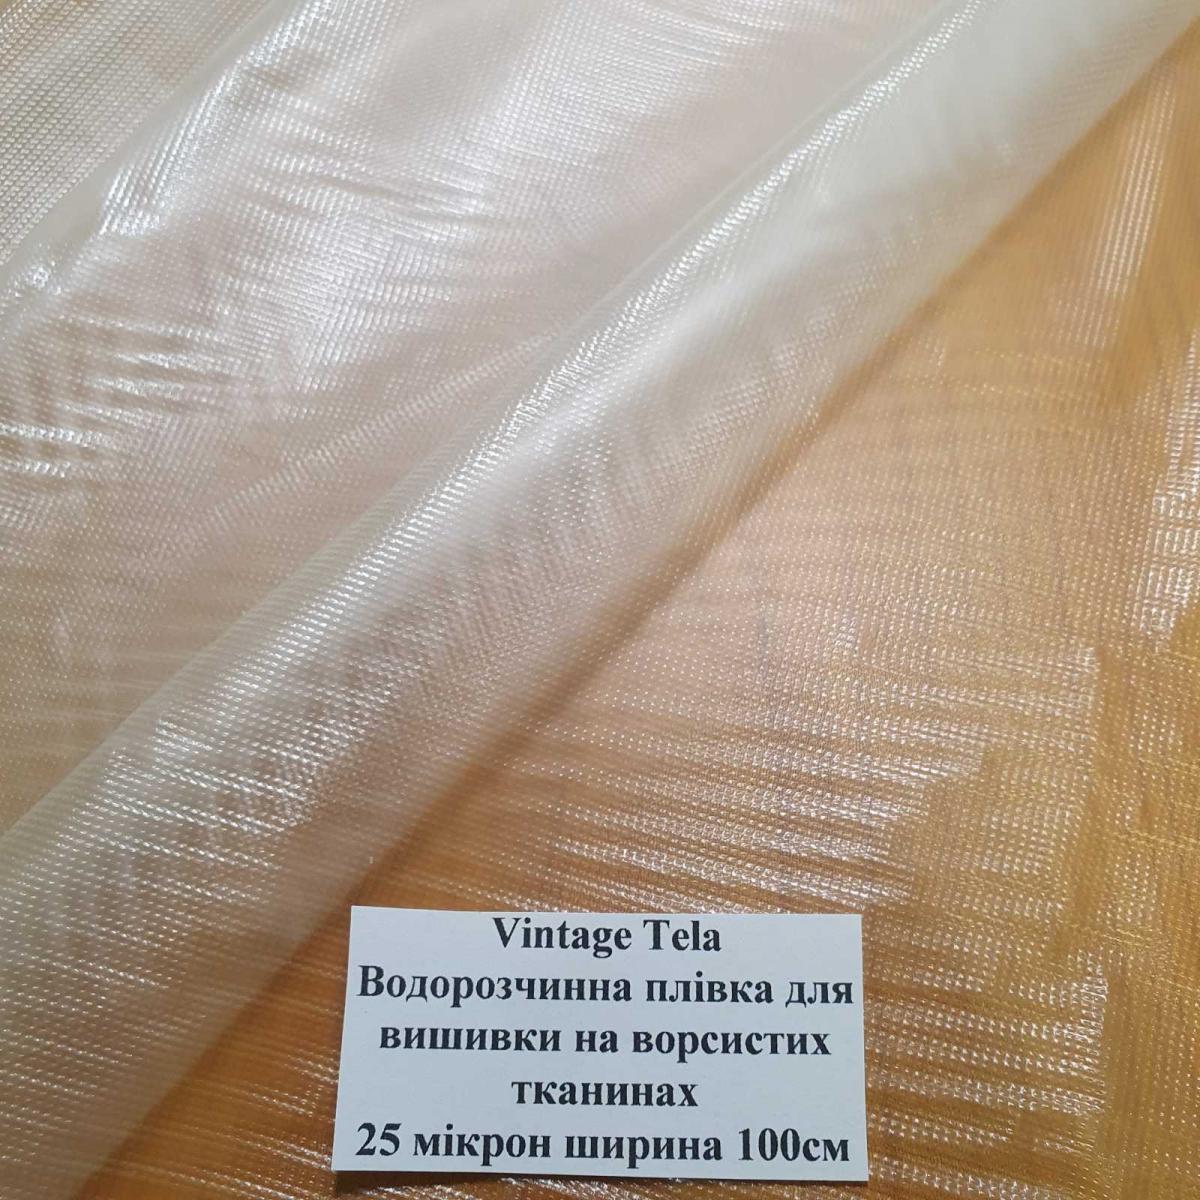 Vintage Tela
Водорозчинна плівка для
вишивки на ворсистих
тканинах
25 мікрон ширина 100см